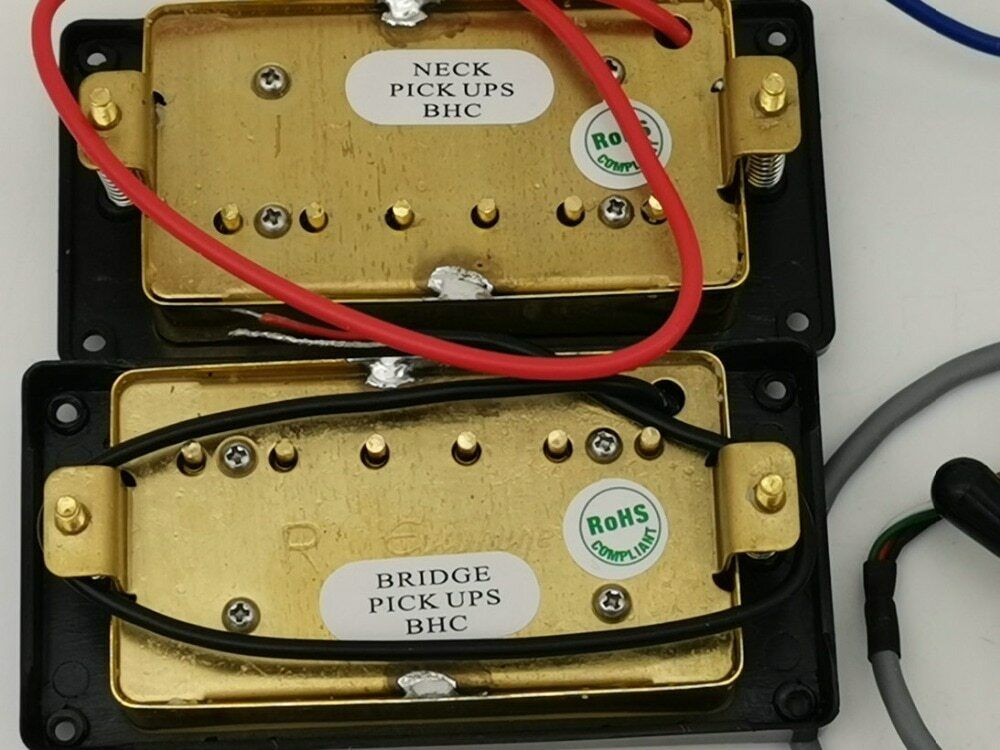 NECK
PICK UPS
BHC
RoHS
COMPLIANT
RoHS
COMPLIANT
BRIDGE
PICK UPS
BHC